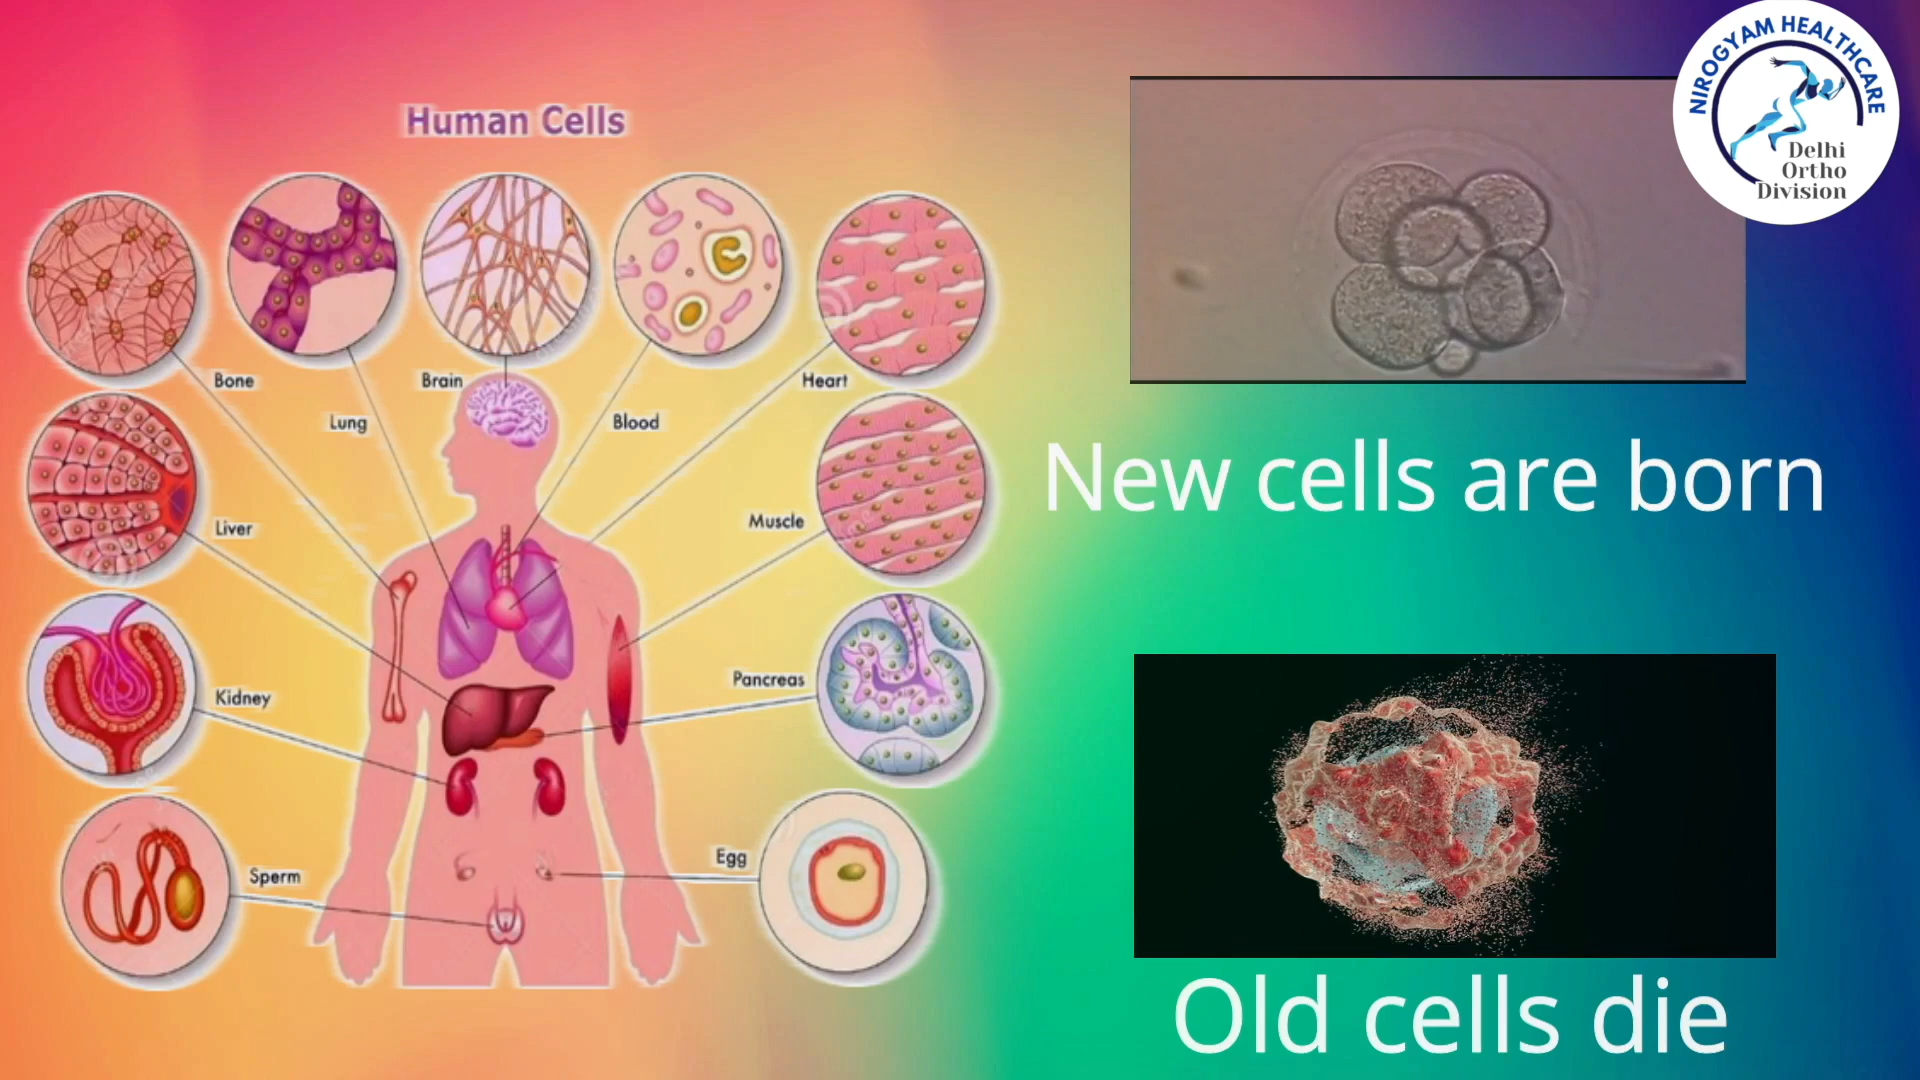 Human Cells
Bone
Lung
Brain
Blood
Heart
Liver
Muscle
Kidney
Pancreas
Sperm
Egg
NIROGYAM HEALTHCARE
Delhi
Ortho
Division
New cells are born
Old cells die